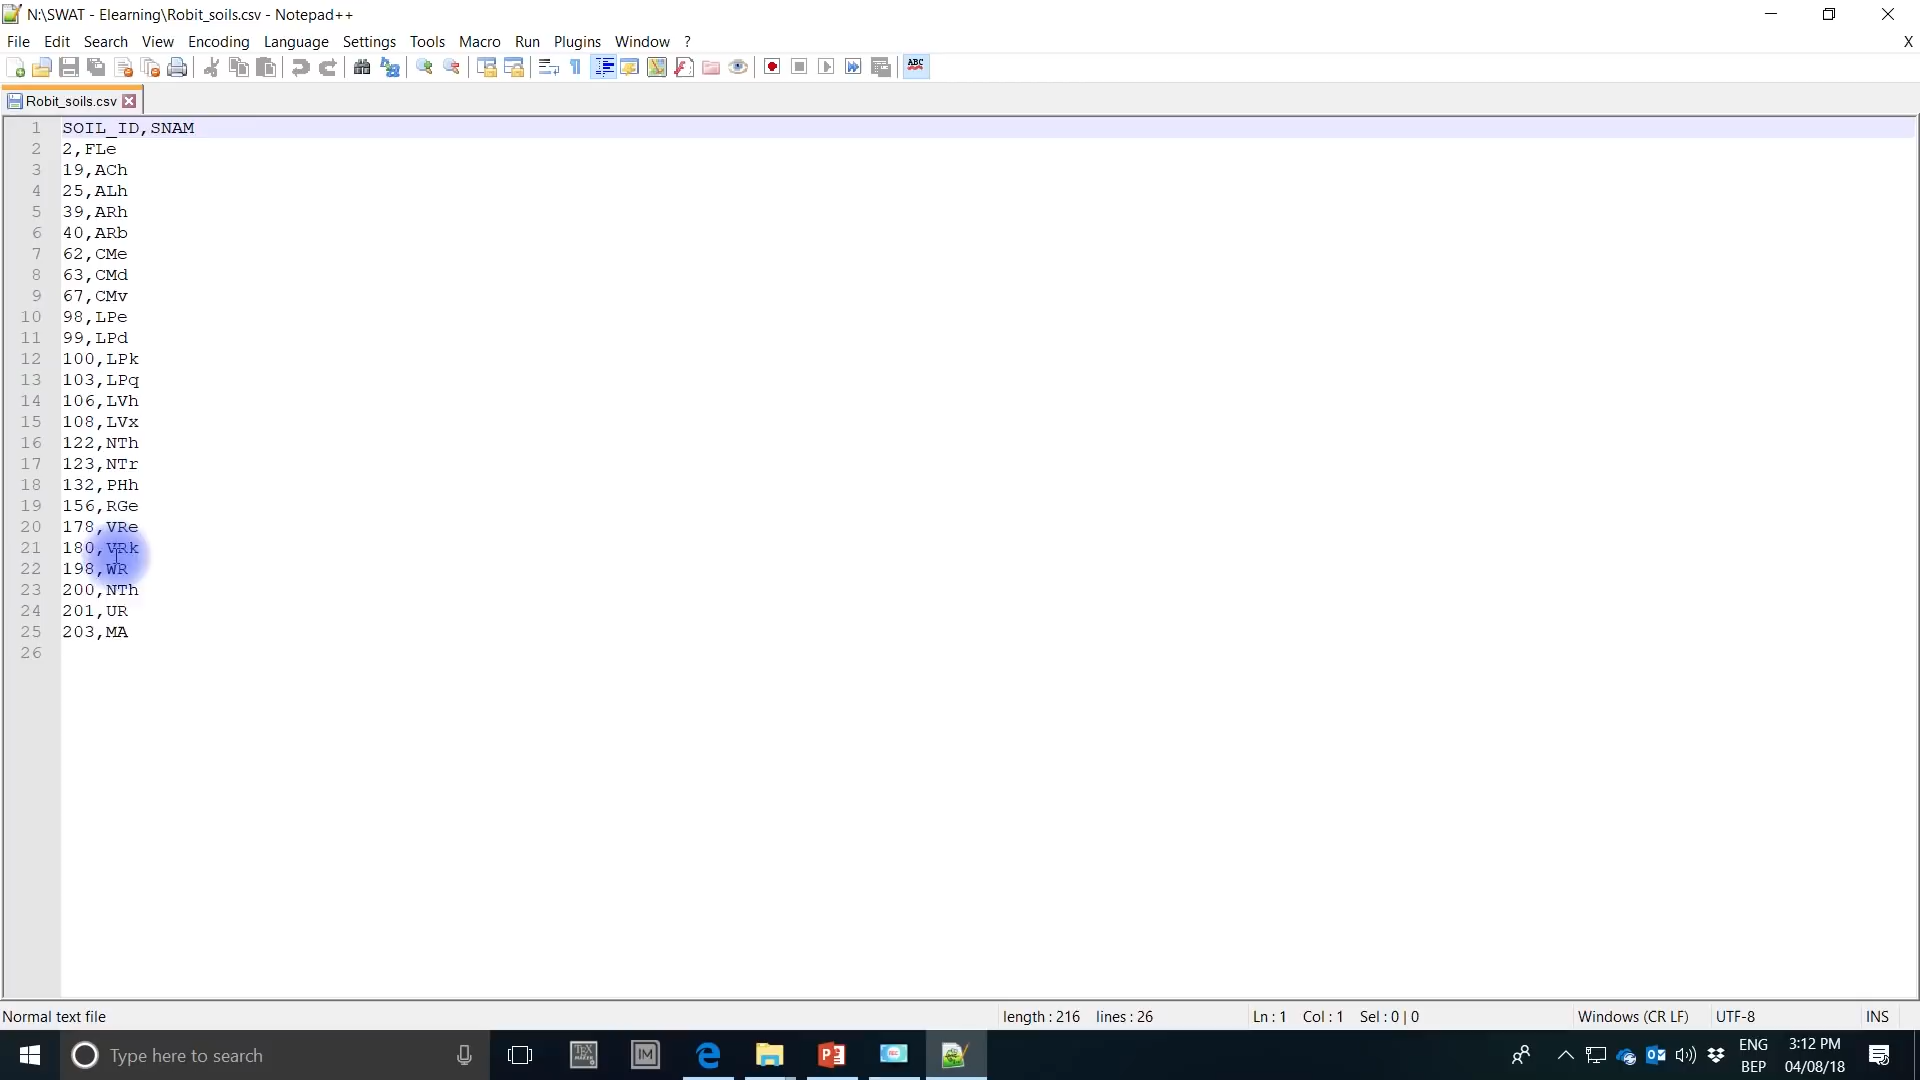 N:\SWAT - Elearning\Robit_soils.csv - Notepad++
File Edit Search View Encoding Language Settings Tools Macro Run Plugins Window ? X
ABC
Robit_soils.csv
1 SOIL_ID,SNAM
2 2,FLe
3 19,ACh
4 25,ALh
5 39,ARh
6 40,ARb
7 62,CMe
8 63,CMd
9 67,CMv
10 98,LPe
11 99,LPd
12 100,LPk
13 103,LPq
14 106,LVh
15 108,LVx
16 122,NTh
17 123,NTr
18 132,PHh
19 156,RGe
20 178,VRe
21 180,VRk
22 198,WR
23 200,NTh
24 201,UR
25 203,MA
26
Normal text file length : 216 lines : 26 Ln : 1 Col : 1 Sel : 0 | 0 Windows (CR LF) UTF-8 INS
Type here to search
ENG 3:12 PM
BEP 04/08/18